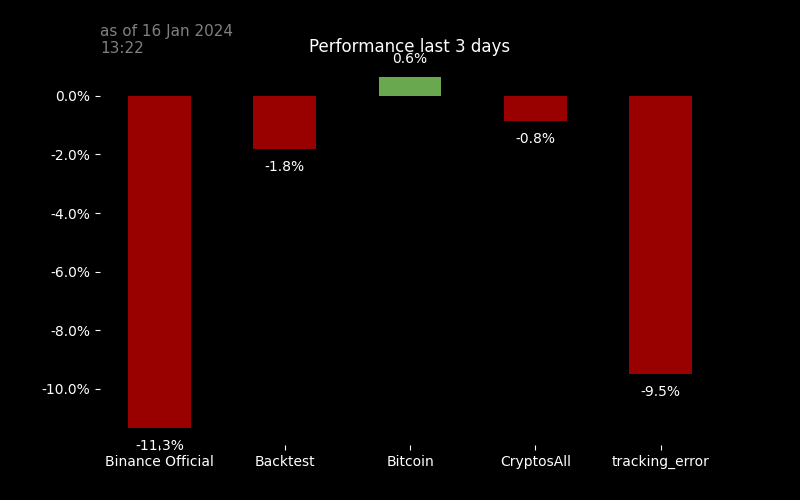 as of 16 Jan 2024
13:22
Performance last 3 days
0.6%
0.0%
-1.8%
-0.8%
-2.0%
-4.0%
-6.0%
-8.0%
-9.5%
-10.0%
-11.3%
Binance Official
Backtest
Bitcoin
CryptosAll
tracking_error